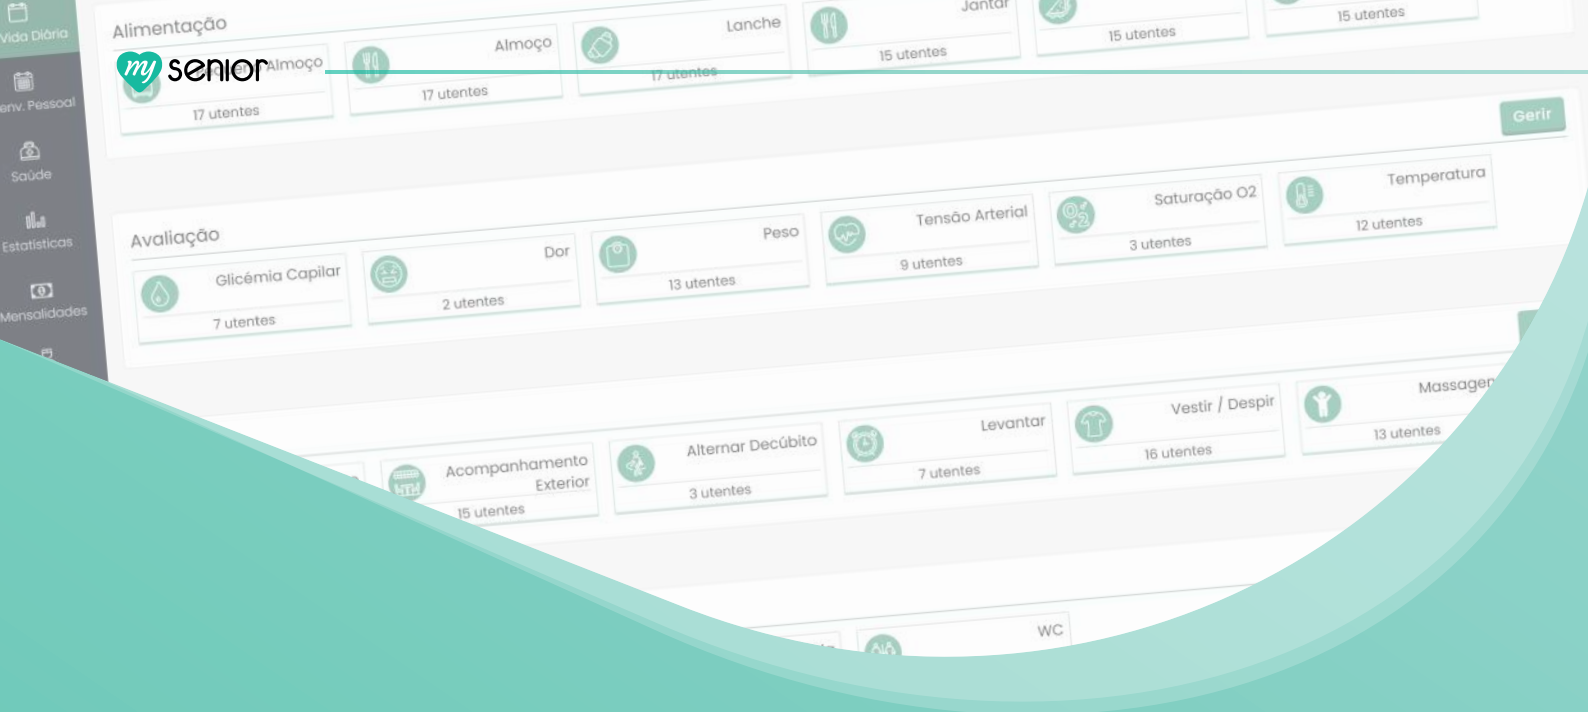 Vida Diária
env. Pessoal
Saúde
Estatísticas
Mensalidades
my senior
Alimentação
Almoço
17 utentes
Almoço
17 utentes
Lanche
17 utentes
Jantar
15 utentes
15 utentes
15 utentes
Gerir
Avaliação
Glicémia Capilar
7 utentes
Dor
2 utentes
Peso
13 utentes
Tensão Arterial
9 utentes
Saturação O2
3 utentes
Temperatura
12 utentes
Acompanhamento
Exterior
15 utentes
Alternar Decúbito
3 utentes
Levantar
7 utentes
Vestir / Despir
16 utentes
Massagen
13 utentes
WC